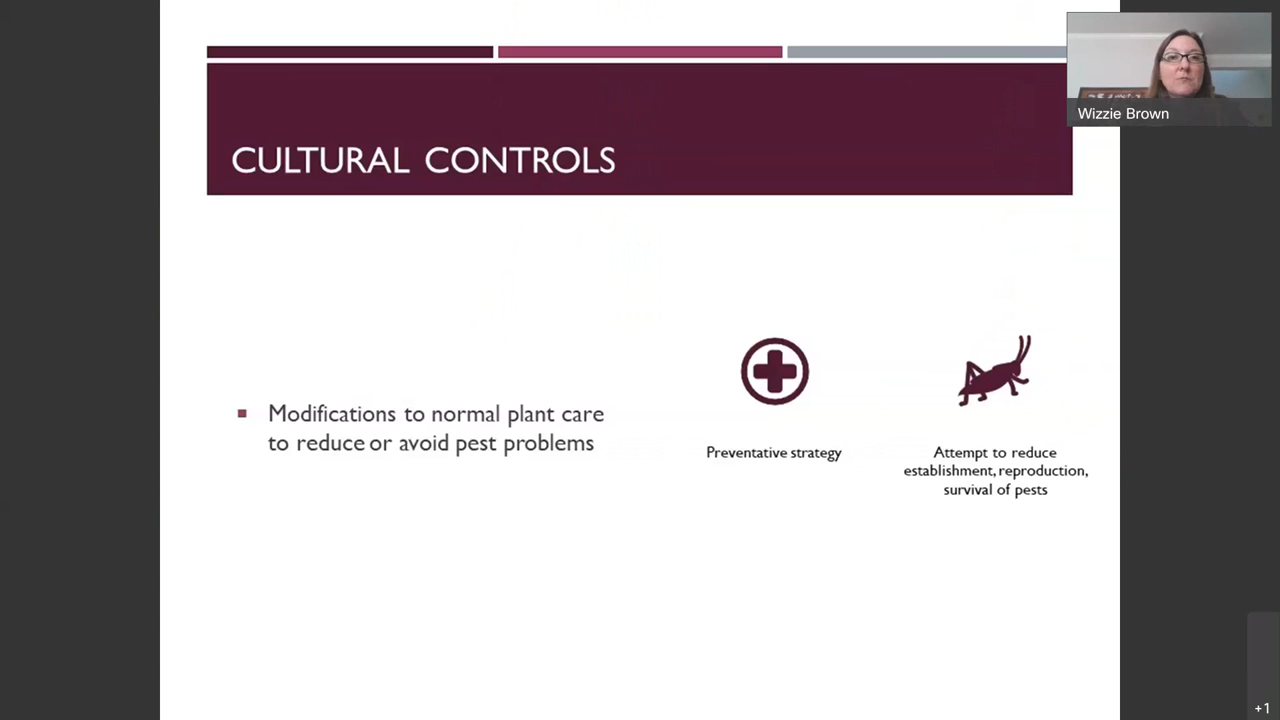 Wizzie Brown
CULTURAL CONTROLS
Modifications to normal plant care
to reduce or avoid pest problems
Preventative strategy
Attempt to reduce
establishment, reproduction,
survival of pests
+1